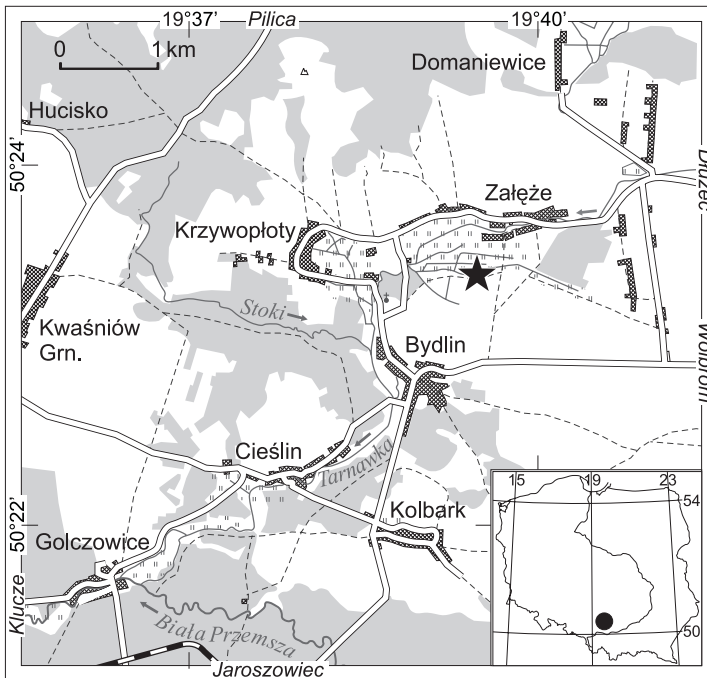 19°37'
Pilica
19°40'
0
1 km
Domaniewice
Hucisko
50°24'
Dłużec
Załęże
Krzywopłoty
Stoki
Kwaśniów
Grn.
Bydlin
Wolbrom
Cieślin
Tarnawka
15
19
23
54
50°22'
Kolbark
Golczowice
Klucze
Biała Przemsza
50
Jaroszowiec